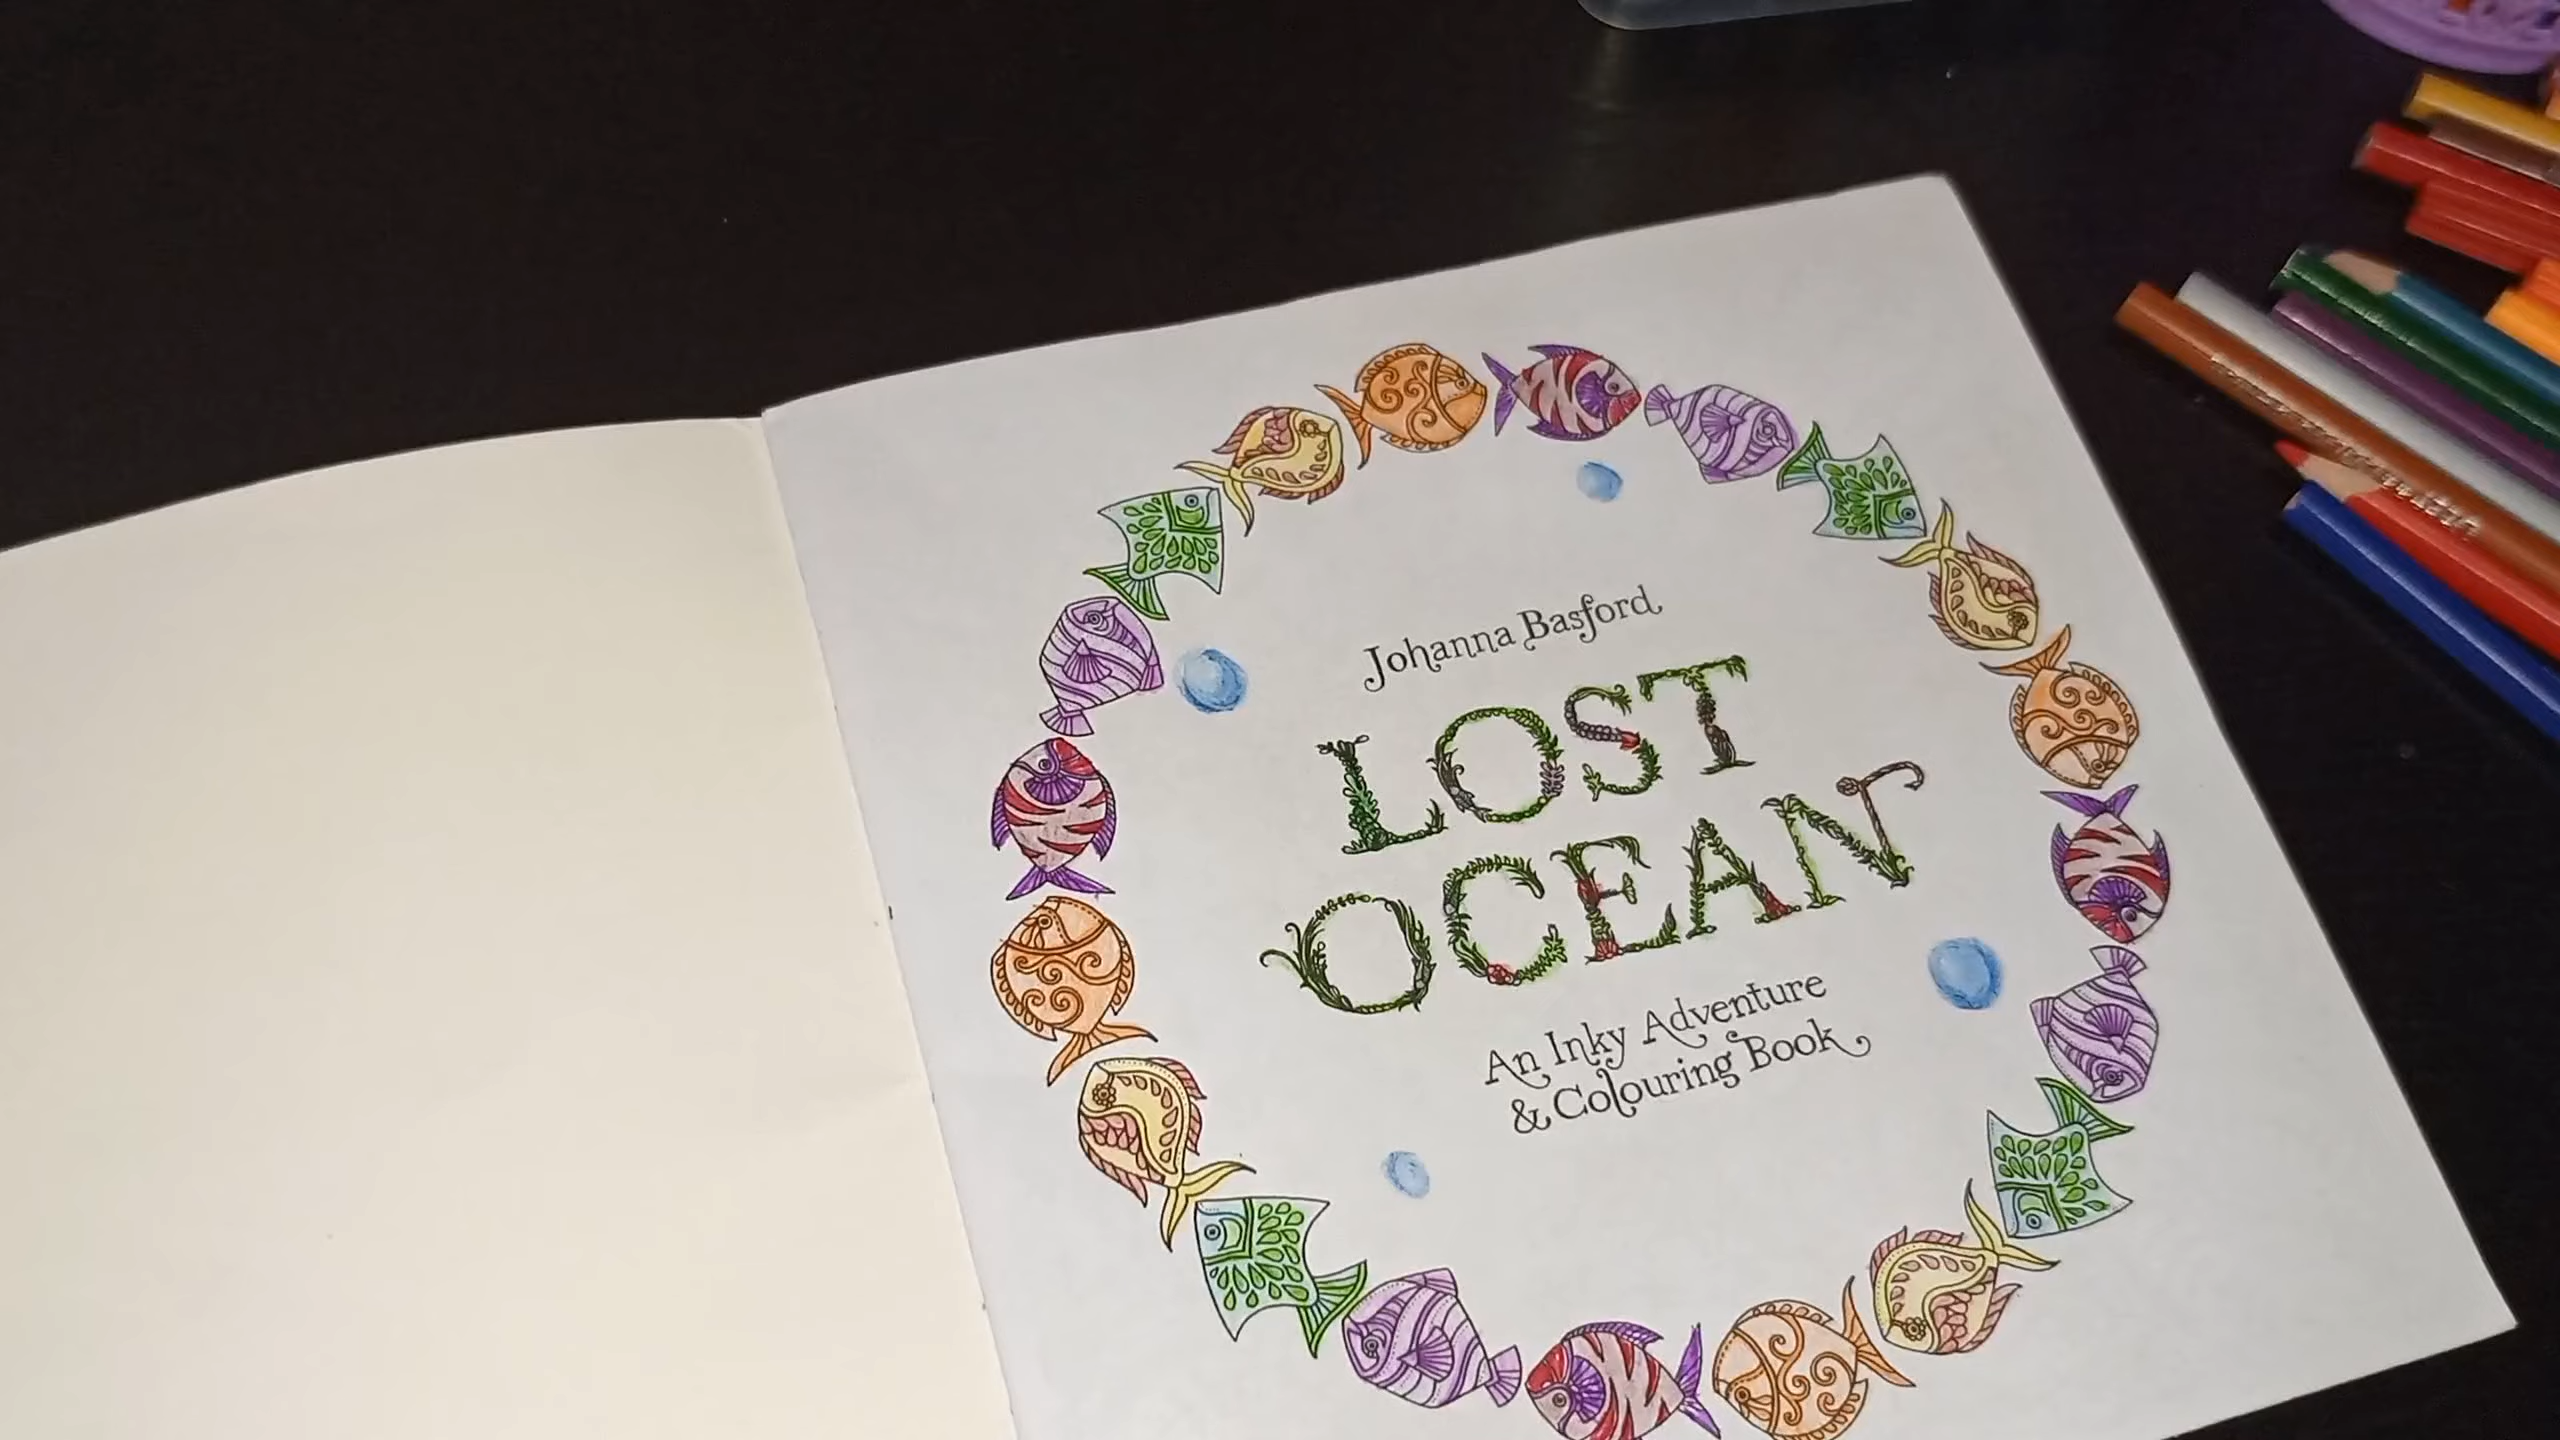 Johanna Basford
LOST
OCEAN
An Inky Adventure
& Colouring Book